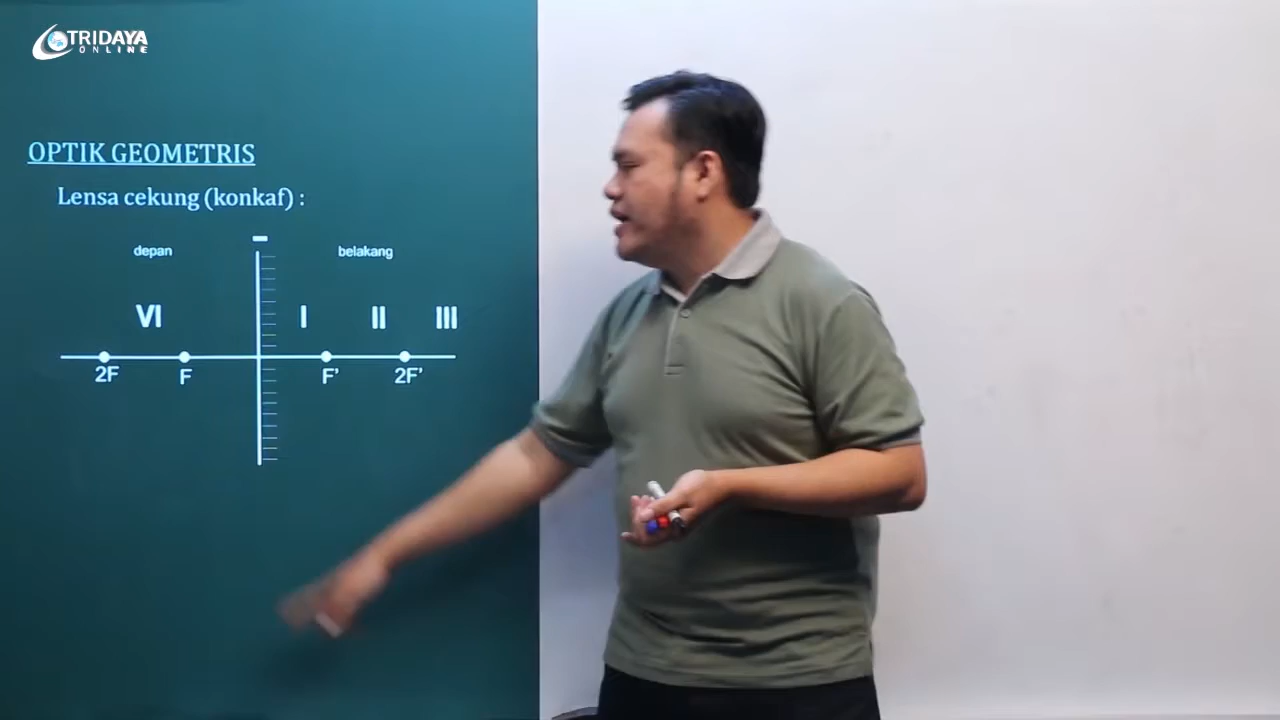 TRIDAYA
ONLINE
OPTIK GEOMETRIS
Lensa cekung (konkaf) :
depan
belakang
VI
I
II
III
2F
F
F'
2F'